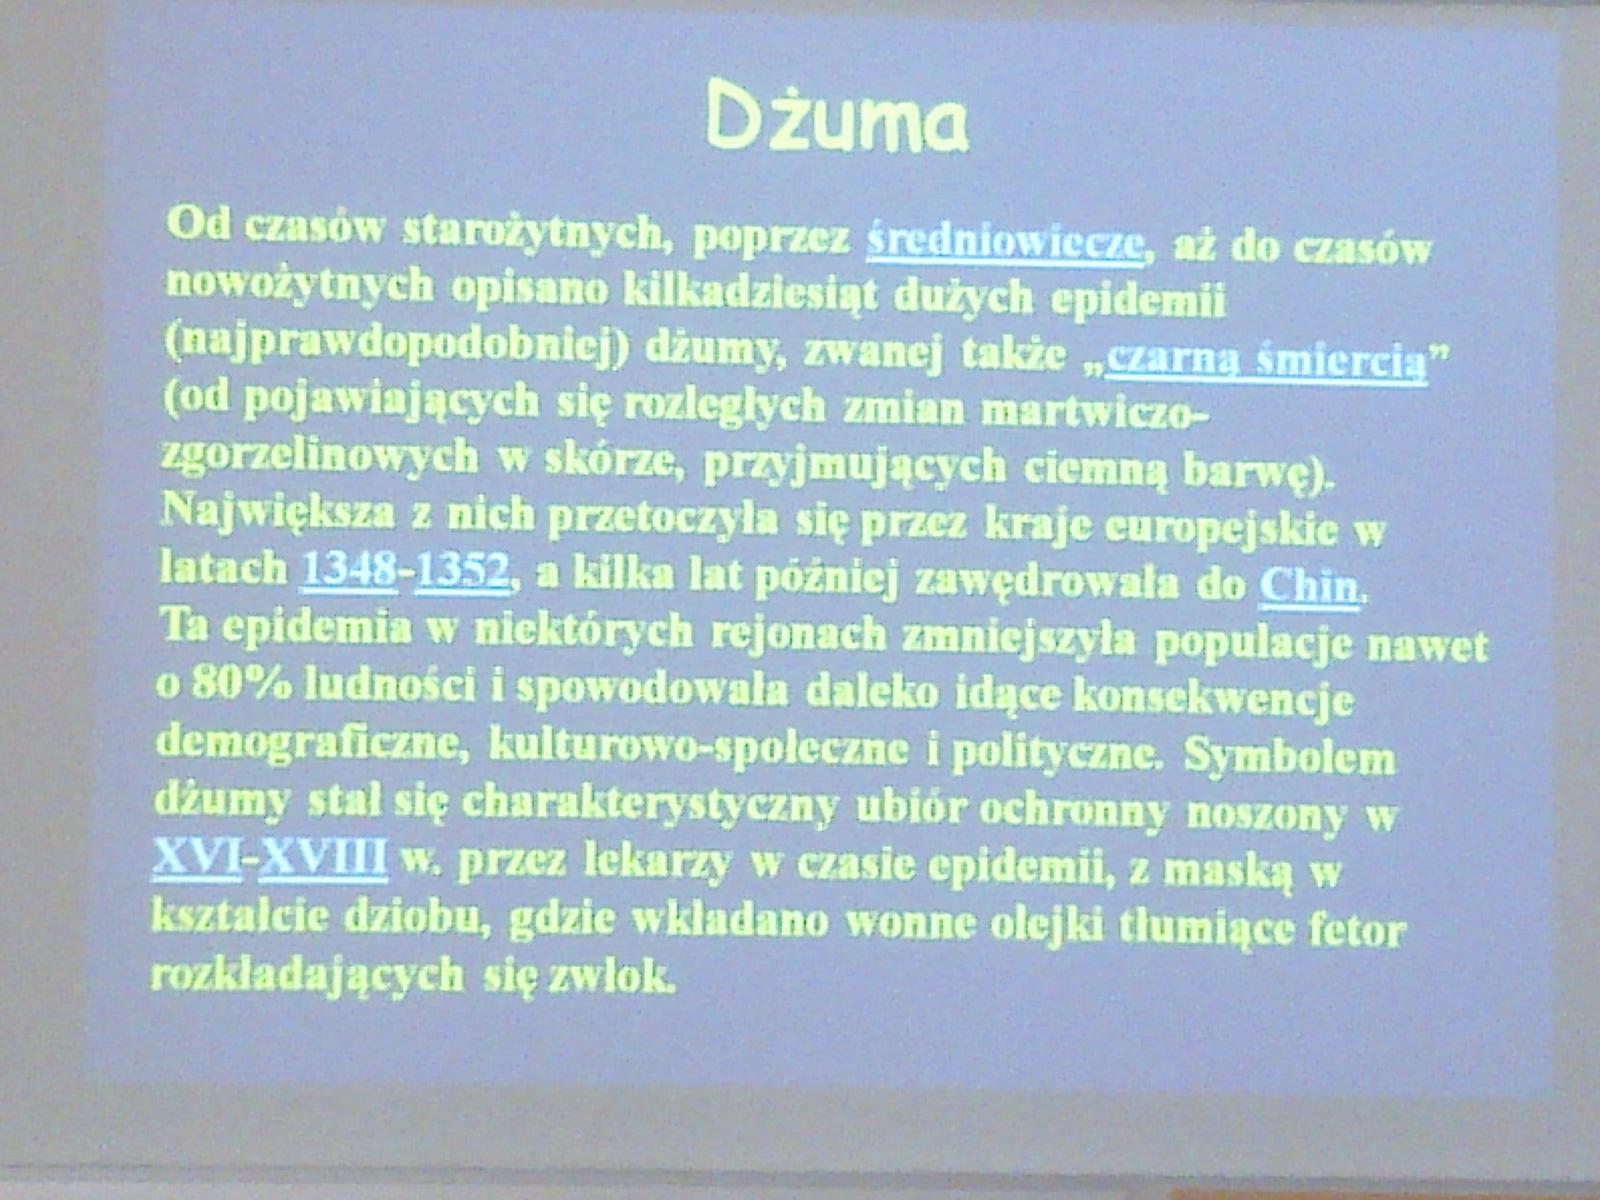 Dżuma
Od czasów starożytnych, poprzez średniowiecze, aż do czasów
nowożytnych opisano kilkadziesiąt dużych epidemii
(najprawdopodobniej) dżumy, zwanej także „czarną śmiercią”
(od pojawiających się rozległych zmian martwiczo-
zgorzelinowych w skórze, przyjmujących ciemną barwę).
Największa z nich przetoczyła się przez kraje europejskie w
latach 1348-1352, a kilka lat później zawędrowała do Chin.
Ta epidemia w niektórych rejonach zmniejszyła populacje nawet
o 80% ludności i spowodowała daleko idące konsekwencje
demograficzne, kulturowo-społeczne i polityczne. Symbolem
dżumy stał się charakterystyczny ubiór ochronny noszony w
XVI-XVIII w. przez lekarzy w czasie epidemii, z maską w
kształcie dziobu, gdzie wkładano wonne olejki tłumiące fetor
rozkładających się zwłok.